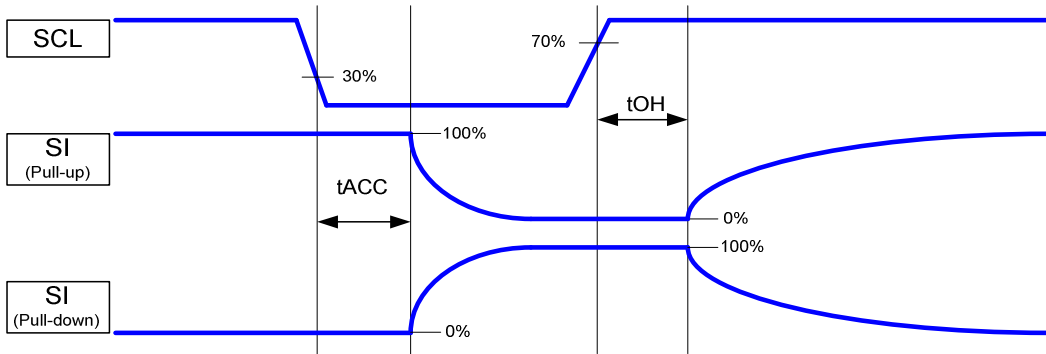 SCL
30%
70%
tOH
SI
(Pull-up)
100%
tACC
0%
100%
SI
(Pull-down)
0%